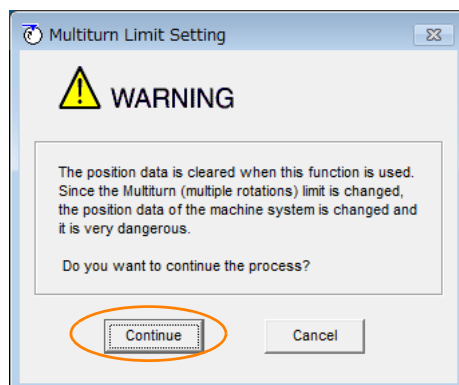 Multiturn Limit Setting
WARNING
The position data is cleared when this function is used.
Since the Multiturn (multiple rotations) limit is changed,
the position data of the machine system is changed and
it is very dangerous.
Do you want to continue the process?
Continue
Cancel